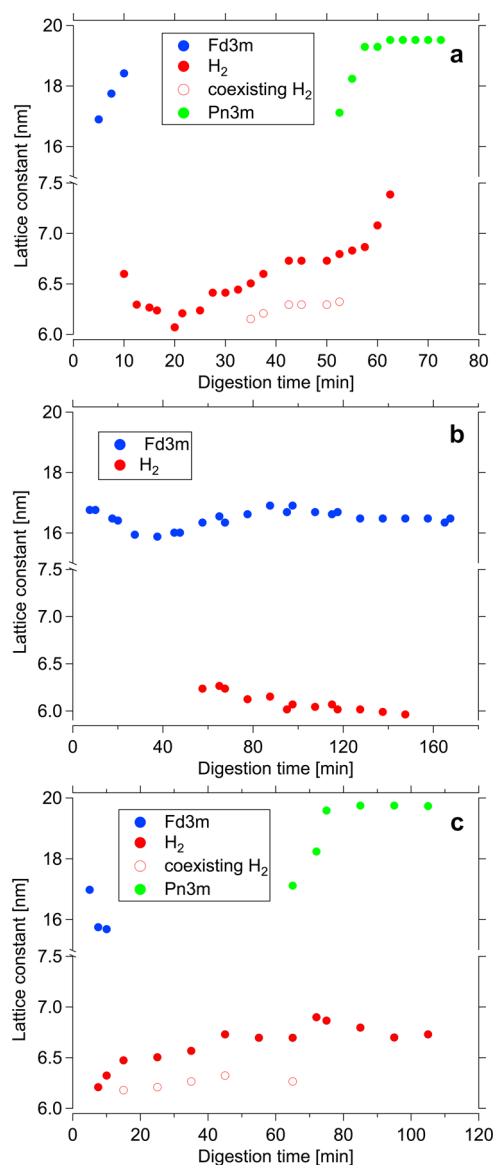 20
18
16
7.5
7.0
6.5
6.0
Lattice constant [nm]
Fd3m
H2
coexisting H2
Pn3m
a
0 10 20 30 40 50 60 70 80
Digestion time [min]
20
18
16
7.5
7.0
6.5
6.0
Lattice constant [nm]
Fd3m
H2
b
0 40 80 120 160
Digestion time [min]
20
18
16
7.5
7.0
6.5
6.0
Lattice constant [nm]
Fd3m
H2
coexisting H2
Pn3m
c
0 20 40 60 80 100 120
Digestion time [min]